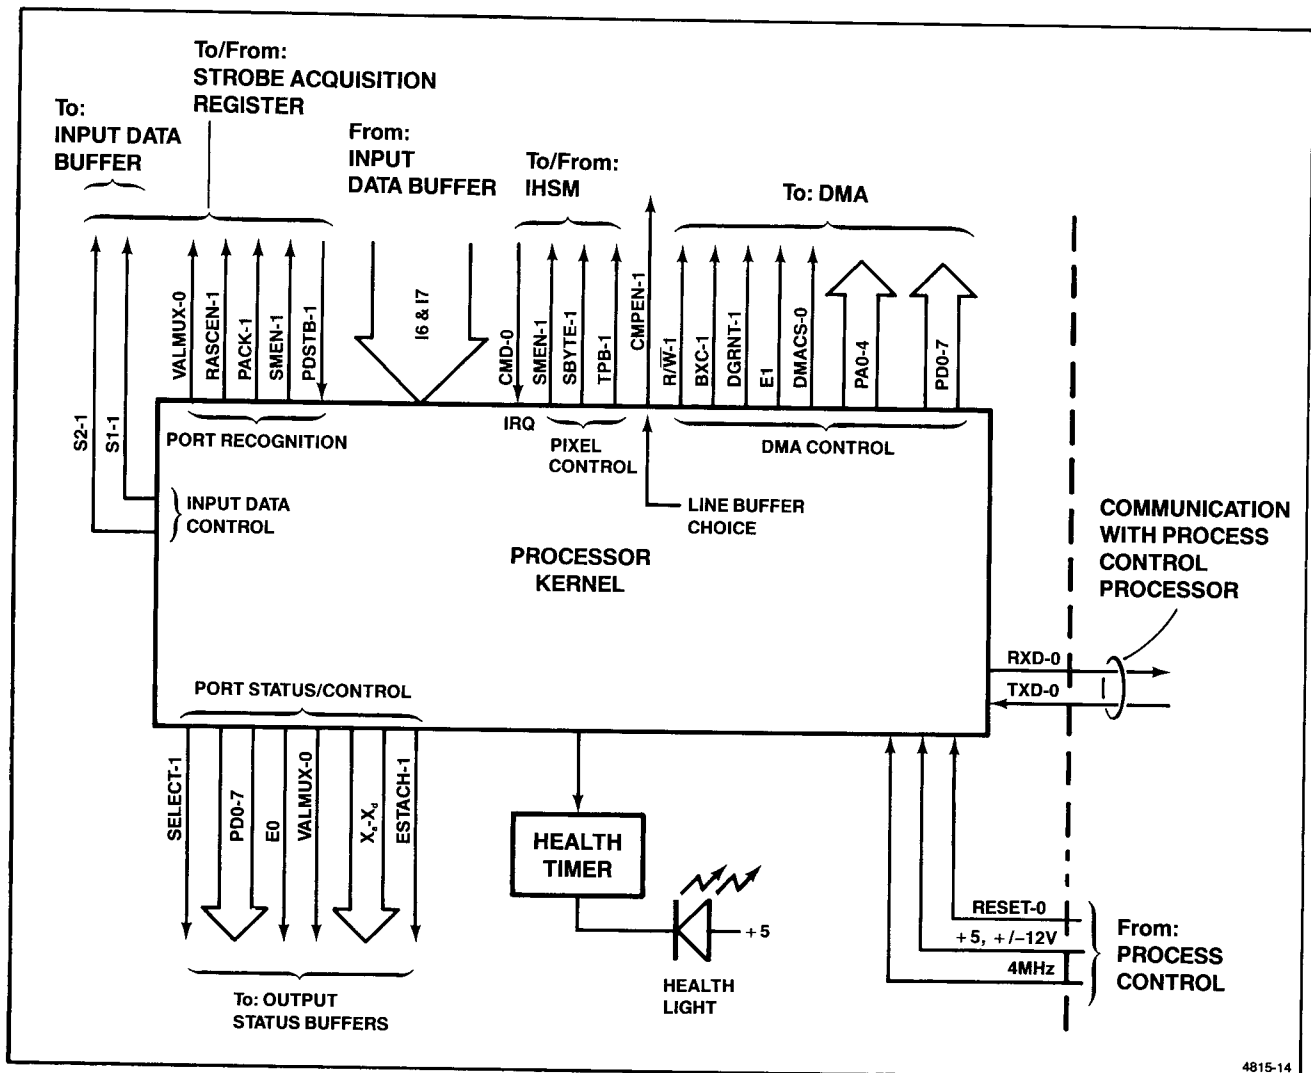 To/From:
STROBE ACQUISITION
REGISTER
To:
INPUT DATA
BUFFER
From:
INPUT
DATA BUFFER
To/From:
IHSM
To: DMA
S2-1
S1-1
VALMUX-0
RASCEN-1
PACK-1
SMEN-1
PDSTB-1
I6 & I7
CMD-0
SMEN-1
SBYTE-1
TPB-1
CMPEN-1
R/W-1
BXC-1
DGRNT-1
E1
DMACS-0
PA0-4
PD0-7
PORT RECOGNITION
IRQ
PIXEL
CONTROL
DMA CONTROL
INPUT DATA
CONTROL
LINE BUFFER
CHOICE
PROCESSOR
KERNEL
COMMUNICATION
WITH PROCESS
CONTROL
PROCESSOR
RXD-0
TXD-0
PORT STATUS/CONTROL
SELECT-1
PD0-7
E0
VALMUX-0
Xa-Xd
ESTACH-1
HEALTH
TIMER
+5
HEALTH
LIGHT
To: OUTPUT
STATUS BUFFERS
RESET-0
+5, +/-12V
4MHz
From:
PROCESS
CONTROL
4815-14